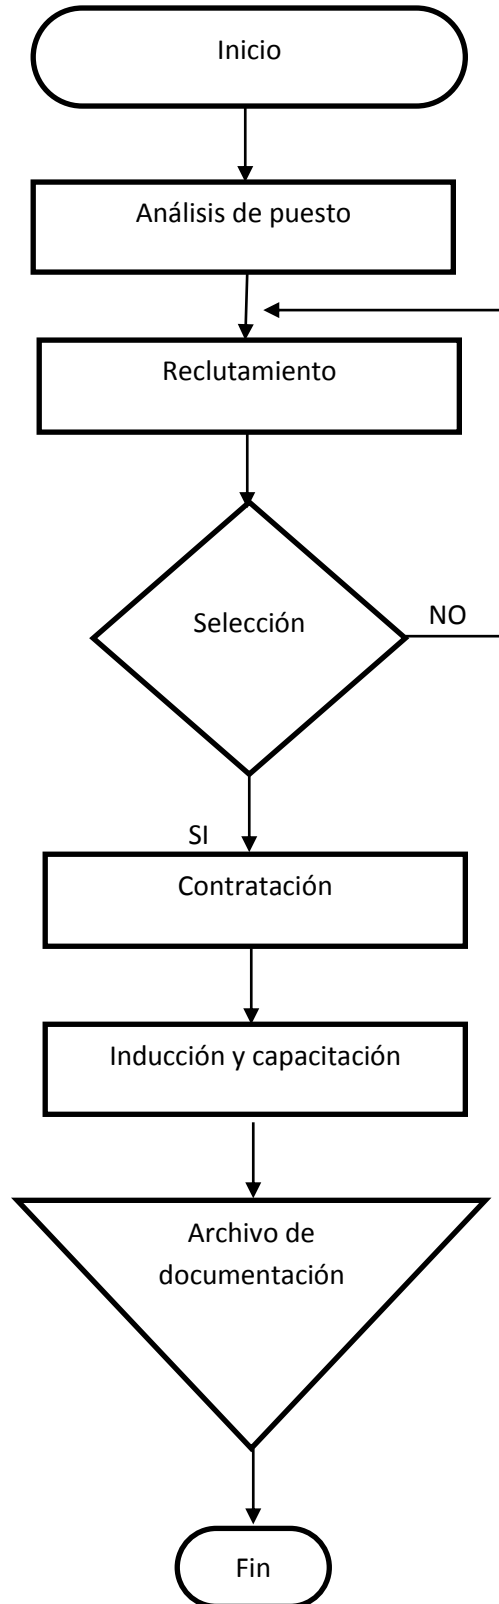 Inicio
Análisis de puesto
Reclutamiento
Selección
NO
SI
Contratación
Inducción y capacitación
Archivo de
documentación
Fin